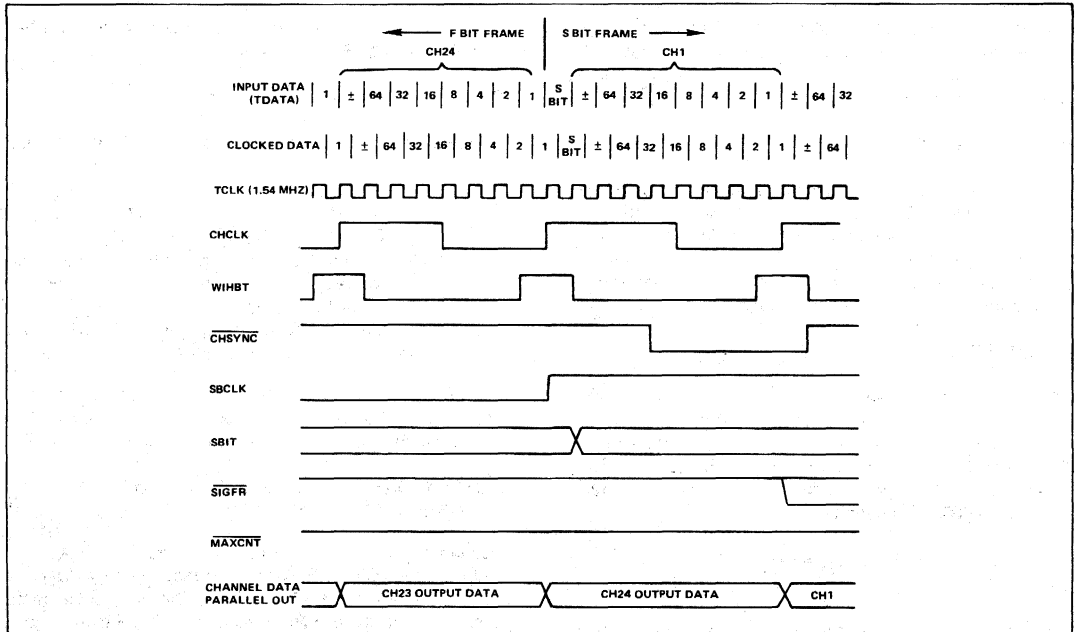 F BIT FRAME S BIT FRAME
CH24 CH1
INPUT DATA (TDATA) 1 ± 64 32 16 8 4 2 1 S BIT ± 64 32 16 8 4 2 1 ± 64 32
CLOCKED DATA 1 ± 64 32 16 8 4 2 1 S BIT ± 64 32 16 8 4 2 1 ± 64
TCLK (1.54 MHZ)
CHCLK
WIHBT
CHSYNC
SBCLK
SBIT
SIGFR
MAXCNT
CHANNEL DATA PARALLEL OUT CH23 OUTPUT DATA CH24 OUTPUT DATA CH1